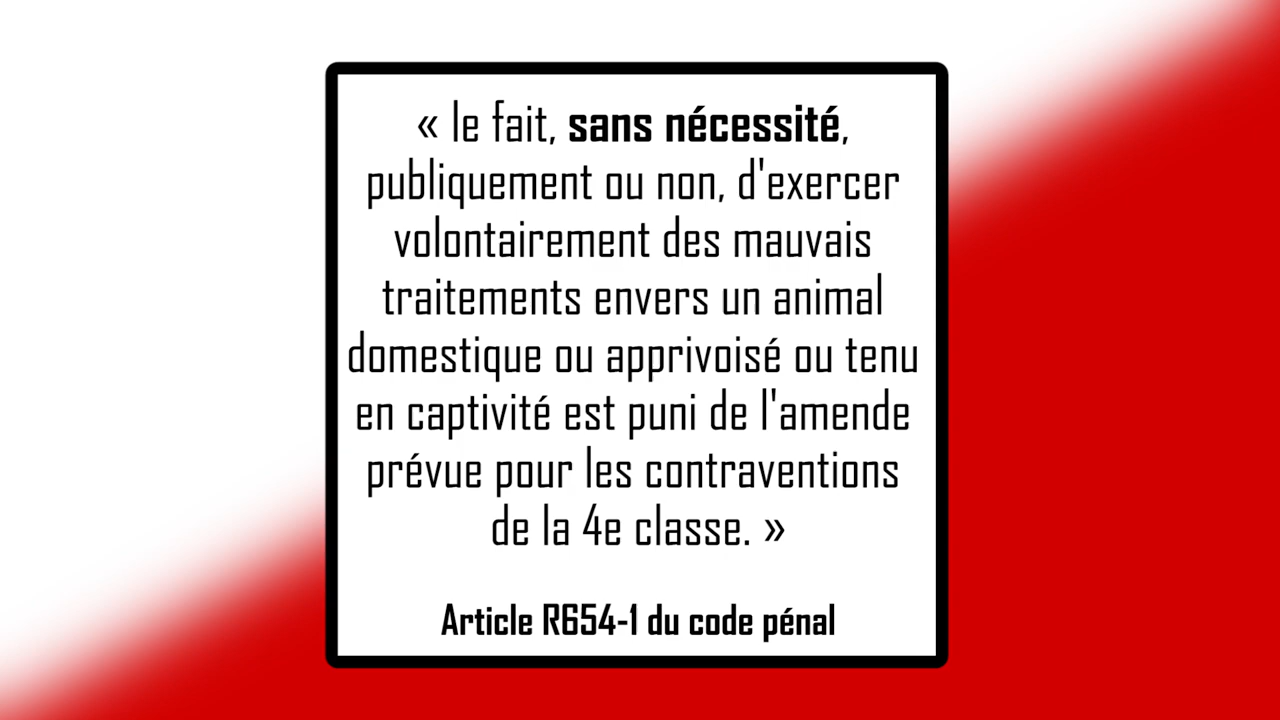 « le fait, sans nécessité,
publiquement ou non, d'exercer
volontairement des mauvais
traitements envers un animal
domestique ou apprivoisé ou tenu
en captivité est puni de l'amende
prévue pour les contraventions
de la 4e classe. »
Article R654-1 du code pénal